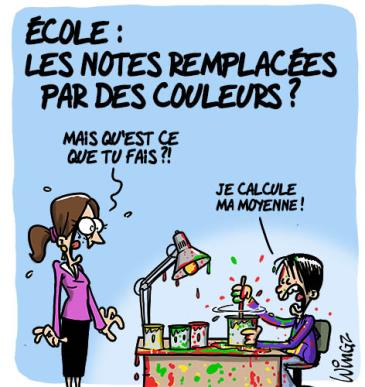 ÉCOLE :
LES NOTES REMPLACÉES
PAR DES COULEURS ?
MAIS QU'EST CE
QUE TU FAIS ?!
JE CALCULE
MA MOYENNE !
WINGZ